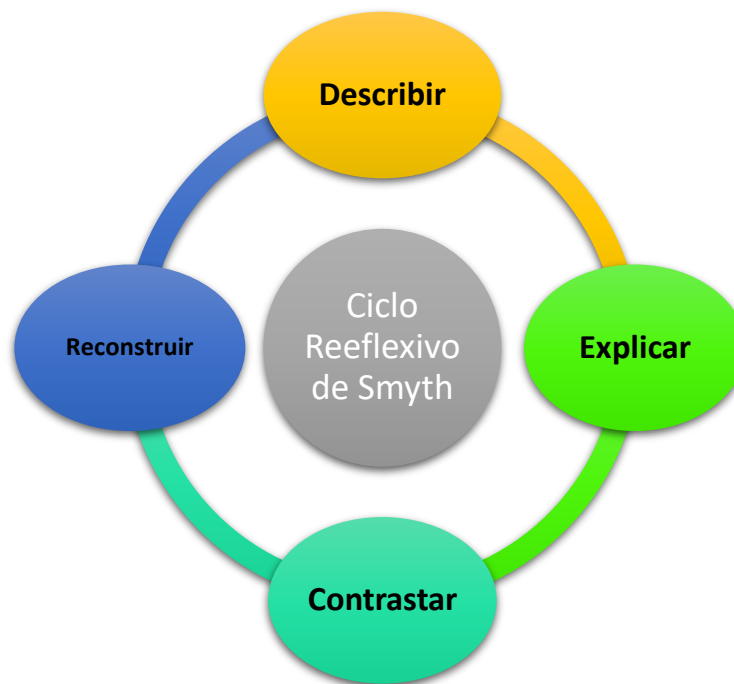 Describir
Reconstruir
Ciclo
Reeflexivo
de Smyth
Explicar
Contrastar